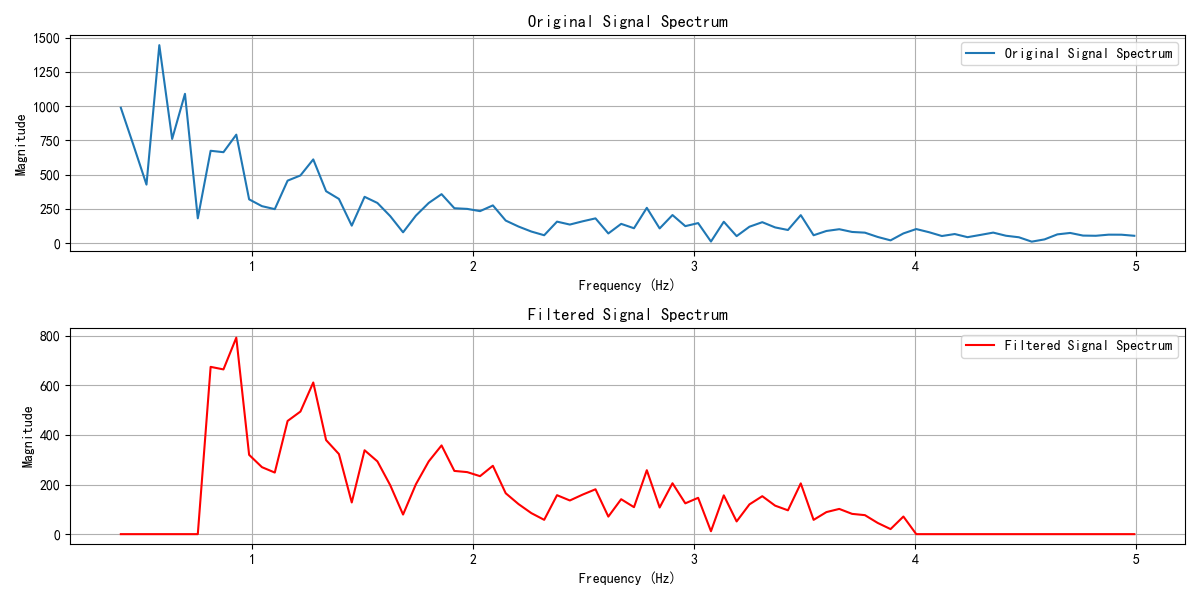 Original Signal Spectrum
1500
1250
1000
750
500
250
0
Magnitude
Original Signal Spectrum
1 2 3 4 5
Frequency (Hz)
Filtered Signal Spectrum
800
600
400
200
0
Magnitude
Filtered Signal Spectrum
1 2 3 4 5
Frequency (Hz)